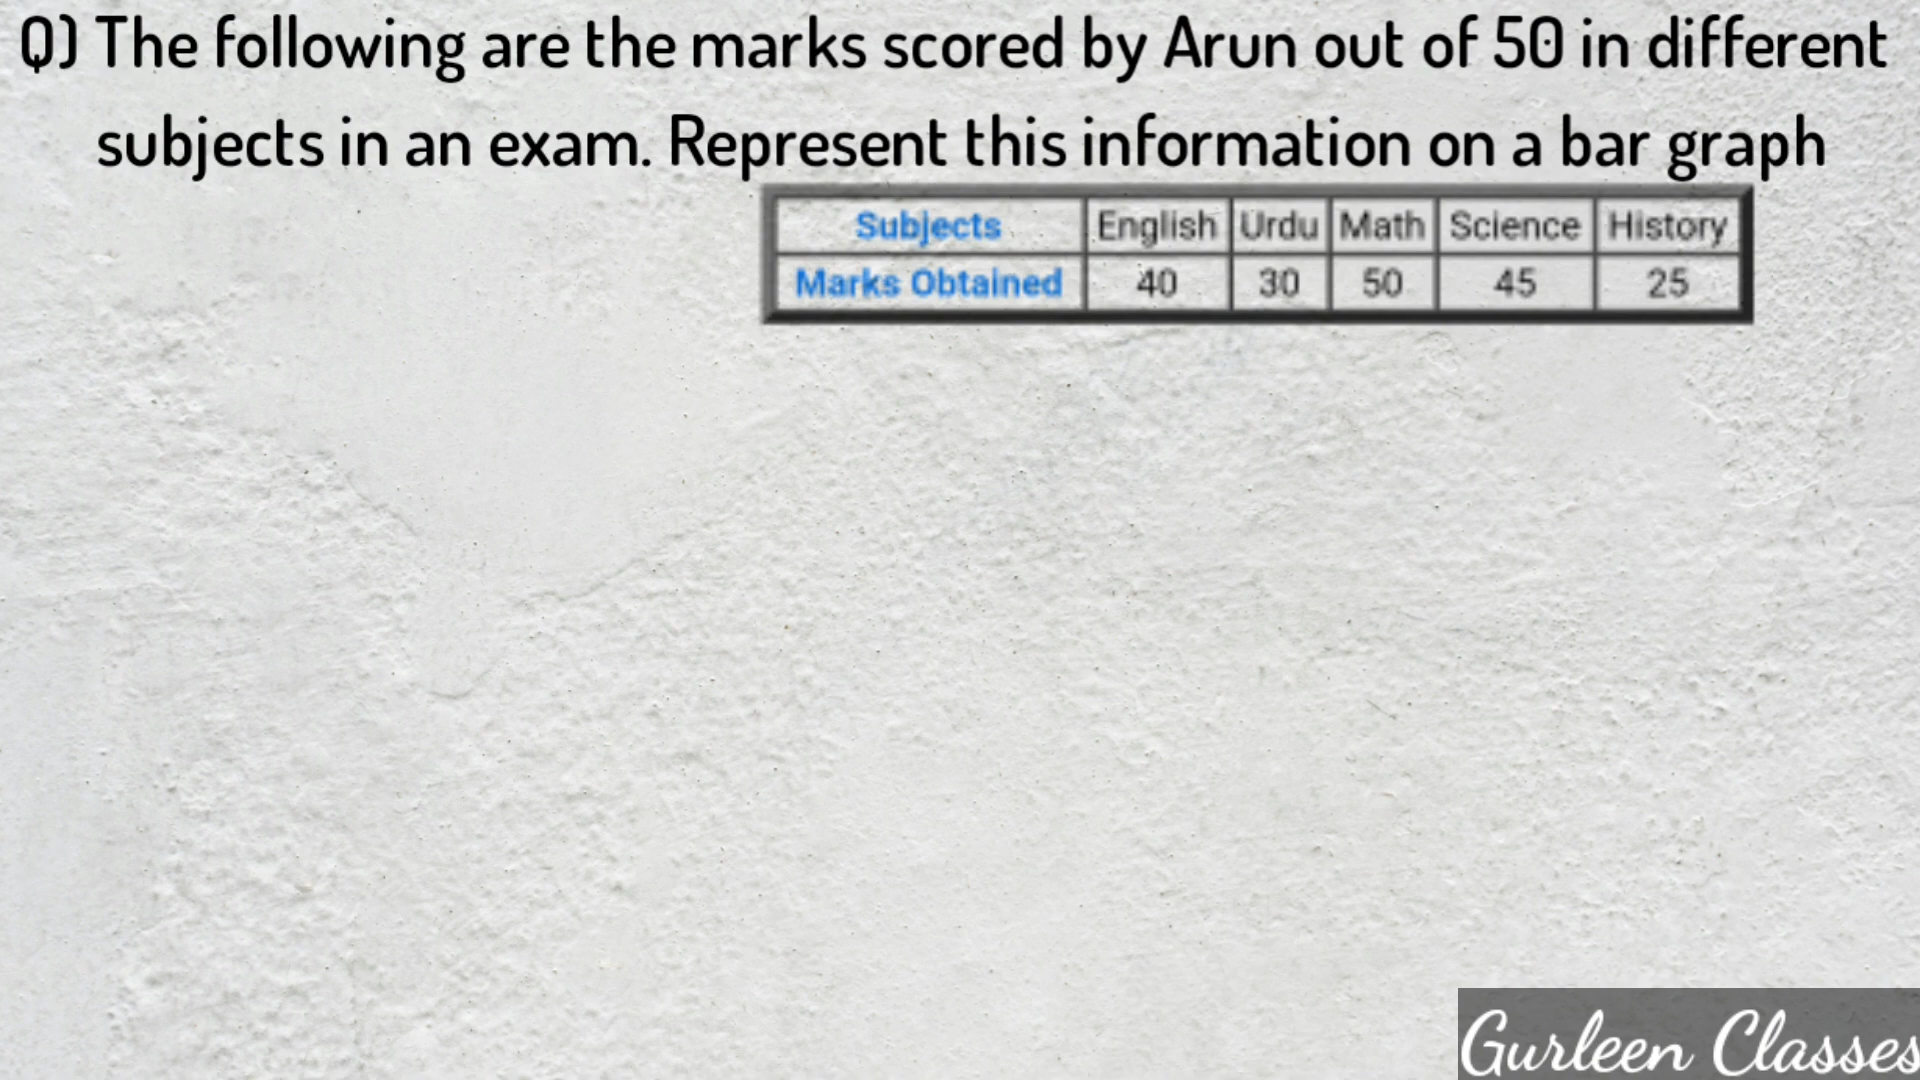 Q) The following are the marks scored by Arun out of 50 in different
subjects in an exam. Represent this information on a bar graph
Subjects English Urdu Math Science History
Marks Obtained 40 30 50 45 25
Gurleen Classes